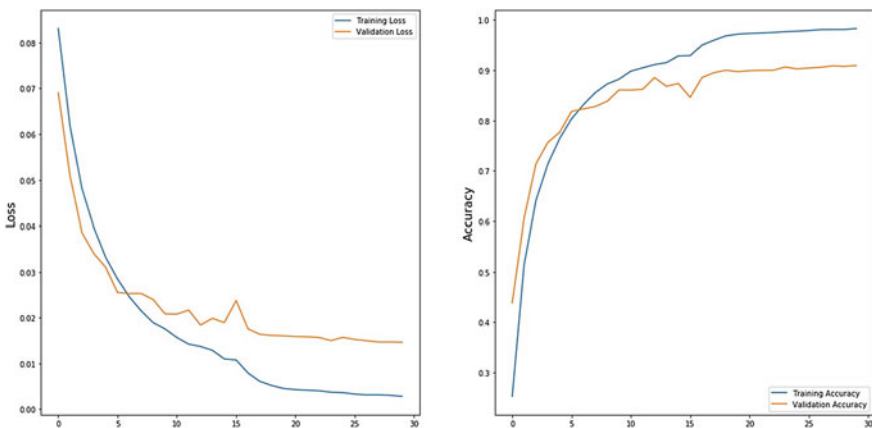 Training Loss
Validation Loss
Loss
0.08
0.07
0.06
0.05
0.04
0.03
0.02
0.01
0.00
0 5 10 15 20 25 30
Accuracy
1.0
0.9
0.8
0.7
0.6
0.5
0.4
0.3
Training Accuracy
Validation Accuracy
0 5 10 15 20 25 30